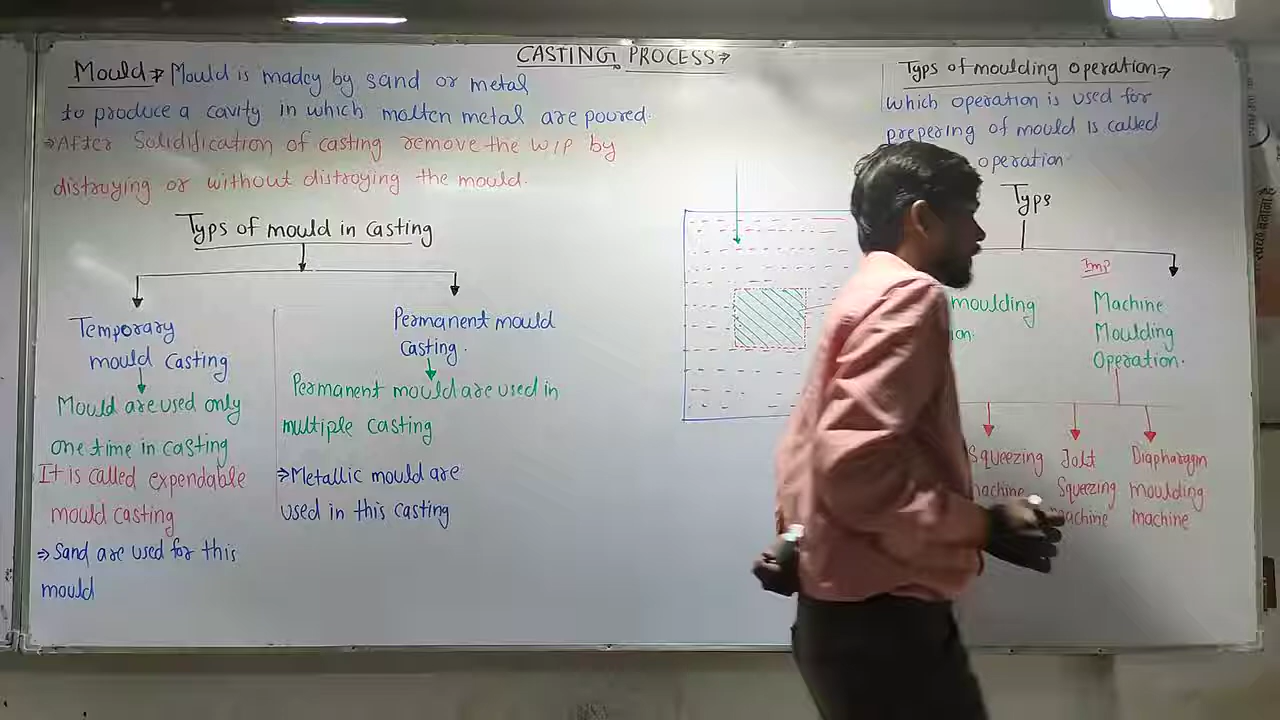 CASTING PROCESS→
Mould→ Mould is madey by sand or metal
to produce a cavity in which molten metal are poured.
⇒After Solidification of casting remove the W/P by
distroying or without distroying the mould.
Typs of mould in casting
Temporary
mould casting
Mould are used only
one time in casting
It is called expendable
mould casting
⇒ Sand are used for this
mould
Permanent mould
casting.
Permanent mould are used in
multiple casting
⇒Metallic mould are
used in this casting
Typs of moulding operation→
which operation is used for
prepering of mould is called
operation
Typs
moulding
Imp
Machine
Moulding
Operation.
Squeezing
machine
Jolt
Squeezing
machine
Diapharagm
moulding
machine